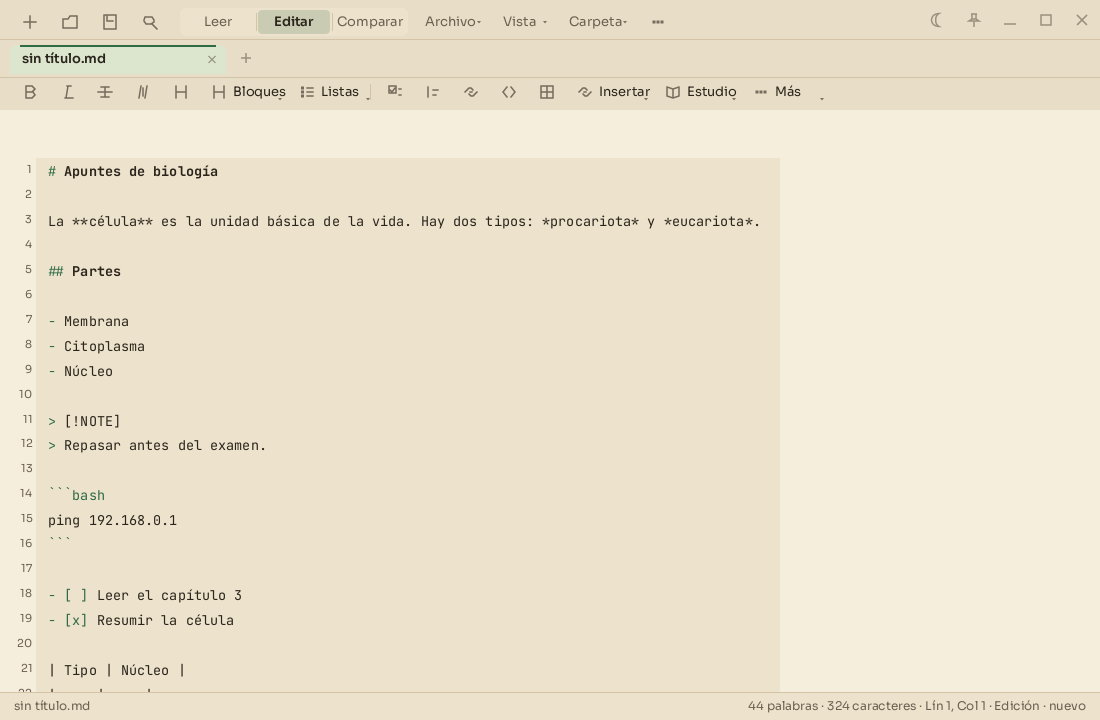 Leer Editar Comparar Archivo Vista Carpeta
sin título.md
Bloques Listas Insertar Estudio Más
1 # Apuntes de biología
2
3 La **célula** es la unidad básica de la vida. Hay dos tipos: *procariota* y *eucariota*.
4
5 ## Partes
6
7 - Membrana
8 - Citoplasma
9 - Núcleo
10
11 > [!NOTE]
12 > Repasar antes del examen.
13
14 ```bash
15 ping 192.168.0.1
16 ```
17
18 - [ ] Leer el capítulo 3
19 - [x] Resumir la célula
20
21 | Tipo | Núcleo |
sin título.md 44 palabras · 324 caracteres · Lín 1, Col 1 · Edición · nuevo